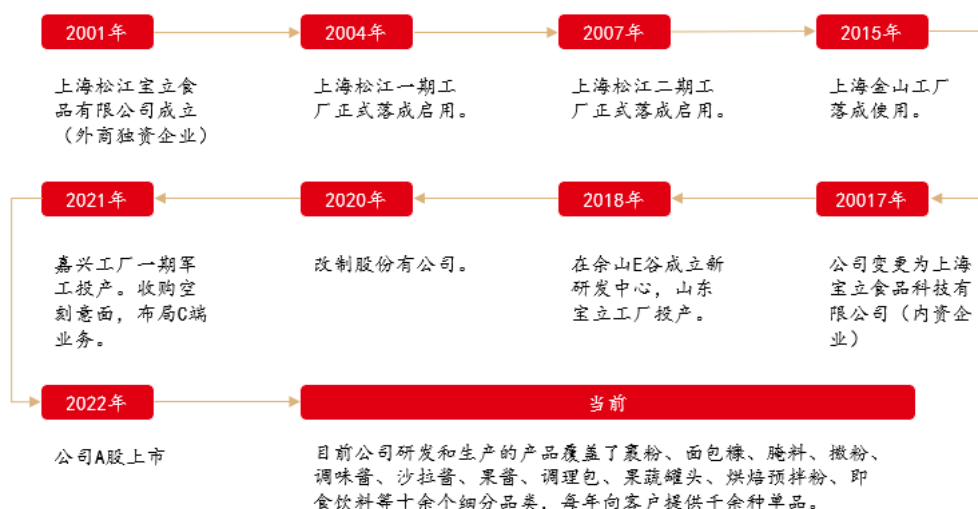 2001年
上海松江宝立食
品有限公司成立
（外商独资企业）
2004年
上海松江一期工
厂正式落成启用。
2007年
上海松江二期工
厂正式落成启用。
2015年
上海金山工厂
落成使用。
20017年
公司变更为上海
宝立食品科技有
限公司（内资企
业）
2018年
在佘山E谷成立新
研发中心，山东
宝立工厂投产。
2020年
改制股份有公司。
2021年
嘉兴工厂一期军
工投产。收购空
刻意面，布局C端
业务。
2022年
公司A股上市
当前
目前公司研发和生产的产品覆盖了裹粉、面包糠、腌料、撒粉、
调味酱、沙拉酱、果酱、调理包、果蔬罐头、烘焙预拌粉、即
食饮料等十余个细分品类，每年向客户提供千余种单品。